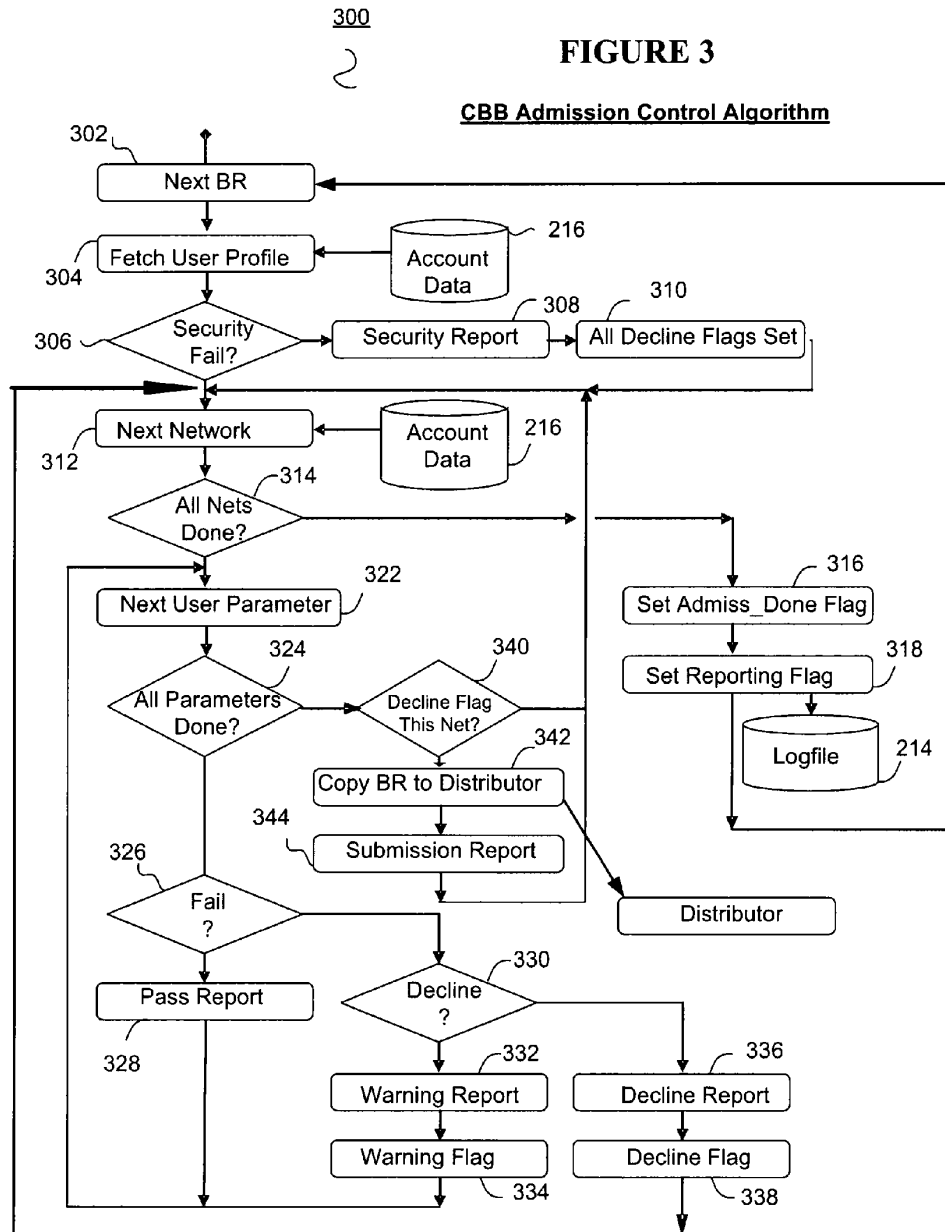 300
FIGURE 3
CBB Admission Control Algorithm
302
Next BR
304
Fetch User Profile
216
Account
Data
306
Security
Fail?
308
Security Report
310
All Decline Flags Set
312
Next Network
Account
Data
216
314
All Nets
Done?
316
Set Admiss_Done Flag
322
Next User Parameter
318
Set Reporting Flag
324
All Parameters
Done?
340
Decline Flag
This Net?
Logfile
214
342
Copy BR to Distributor
344
Submission Report
326
Fail
?
Distributor
330
Decline
?
Pass Report
328
332
Warning Report
336
Decline Report
Warning Flag
334
Decline Flag
338